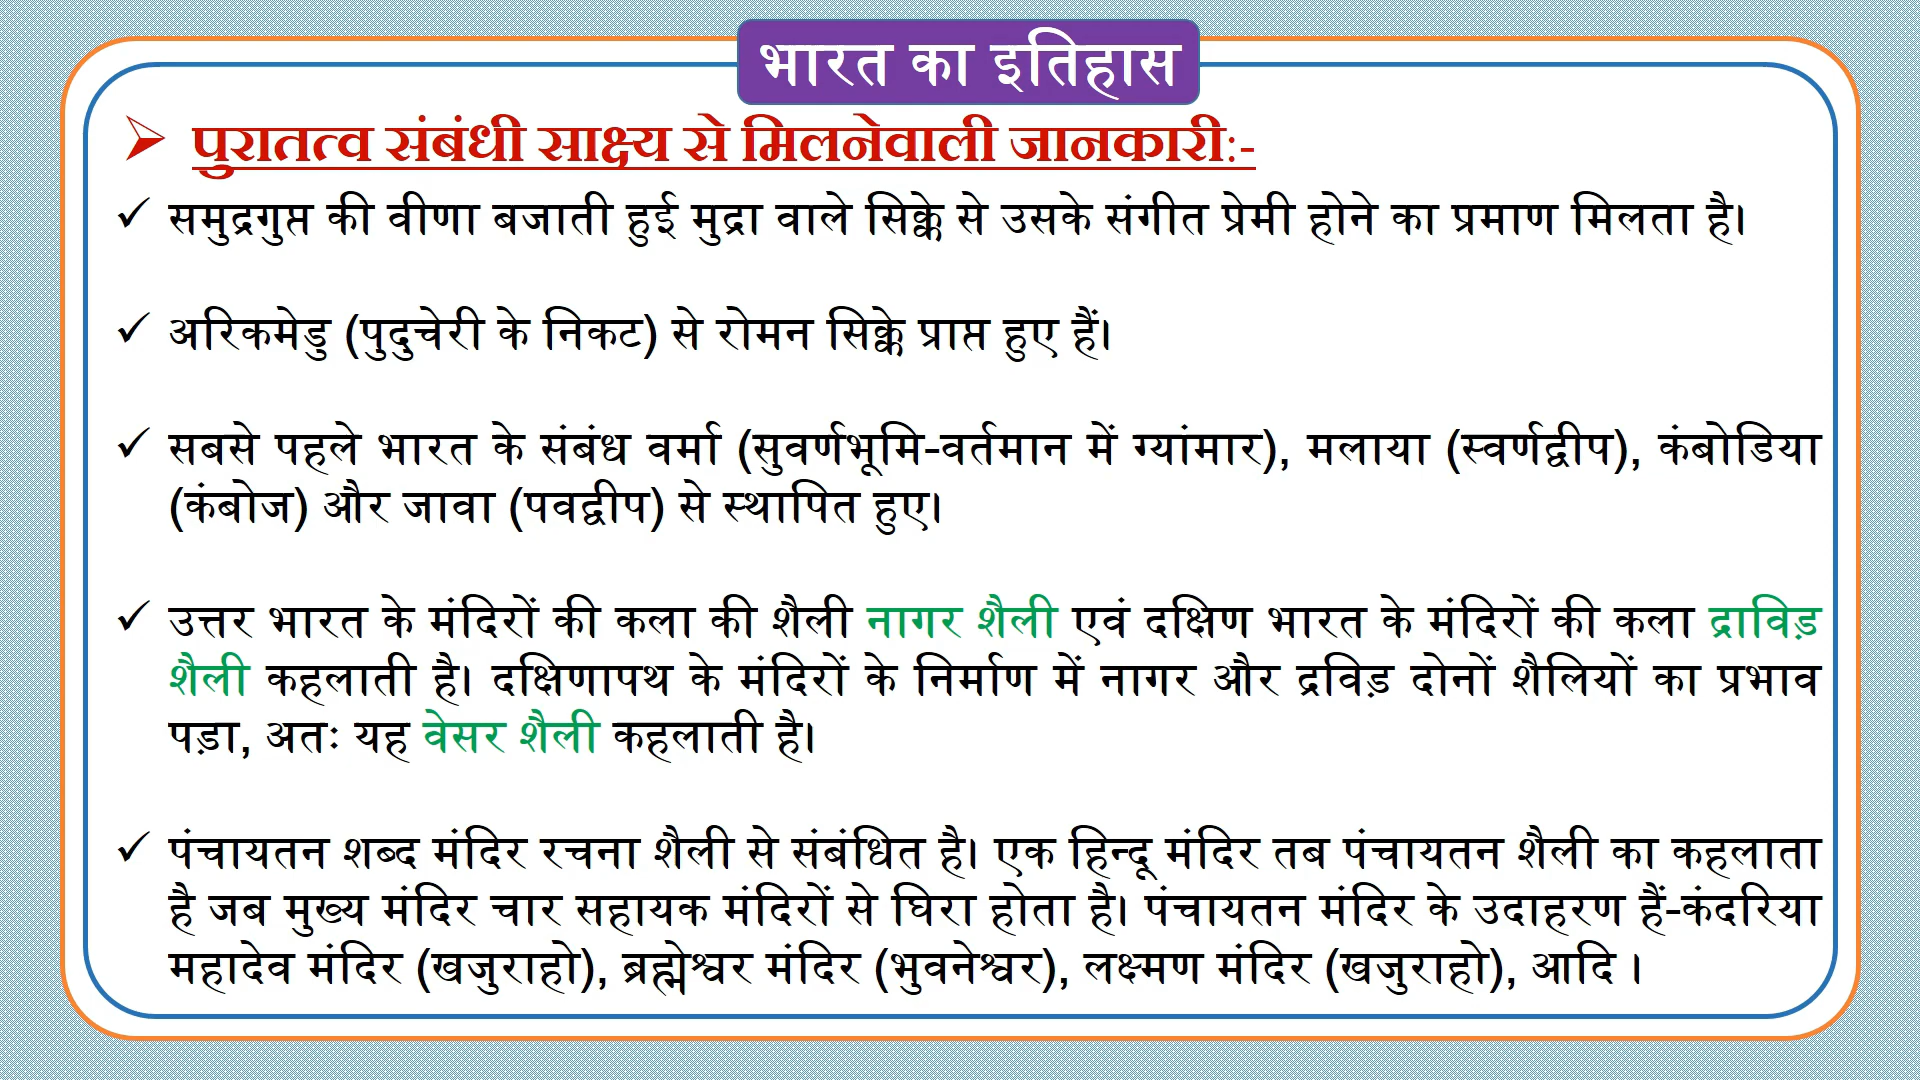 भारत का इतिहास
पुरातत्व संबंधी साक्ष्य से मिलनेवाली जानकारी:-
समुद्रगुप्त की वीणा बजाती हुई मुद्रा वाले सिक्के से उसके संगीत प्रेमी होने का प्रमाण मिलता है।
अरिकमेडु (पुदुचेरी के निकट) से रोमन सिक्के प्राप्त हुए हैं।
सबसे पहले भारत के संबंध वर्मा (सुवर्णभूमि-वर्तमान में ग्यांमार), मलाया (स्वर्णद्वीप), कंबोडिया
(कंबोज) और जावा (पवद्वीप) से स्थापित हुए।
उत्तर भारत के मंदिरों की कला की शैली नागर शैली एवं दक्षिण भारत के मंदिरों की कला द्राविड़
शैली कहलाती है। दक्षिणापथ के मंदिरों के निर्माण में नागर और द्रविड़ दोनों शैलियों का प्रभाव
पड़ा, अतः यह वेसर शैली कहलाती है।
पंचायतन शब्द मंदिर रचना शैली से संबंधित है। एक हिन्दू मंदिर तब पंचायतन शैली का कहलाता
है जब मुख्य मंदिर चार सहायक मंदिरों से घिरा होता है। पंचायतन मंदिर के उदाहरण हैं-कंदरिया
महादेव मंदिर (खजुराहो), ब्रह्मेश्वर मंदिर (भुवनेश्वर), लक्ष्मण मंदिर (खजुराहो), आदि ।